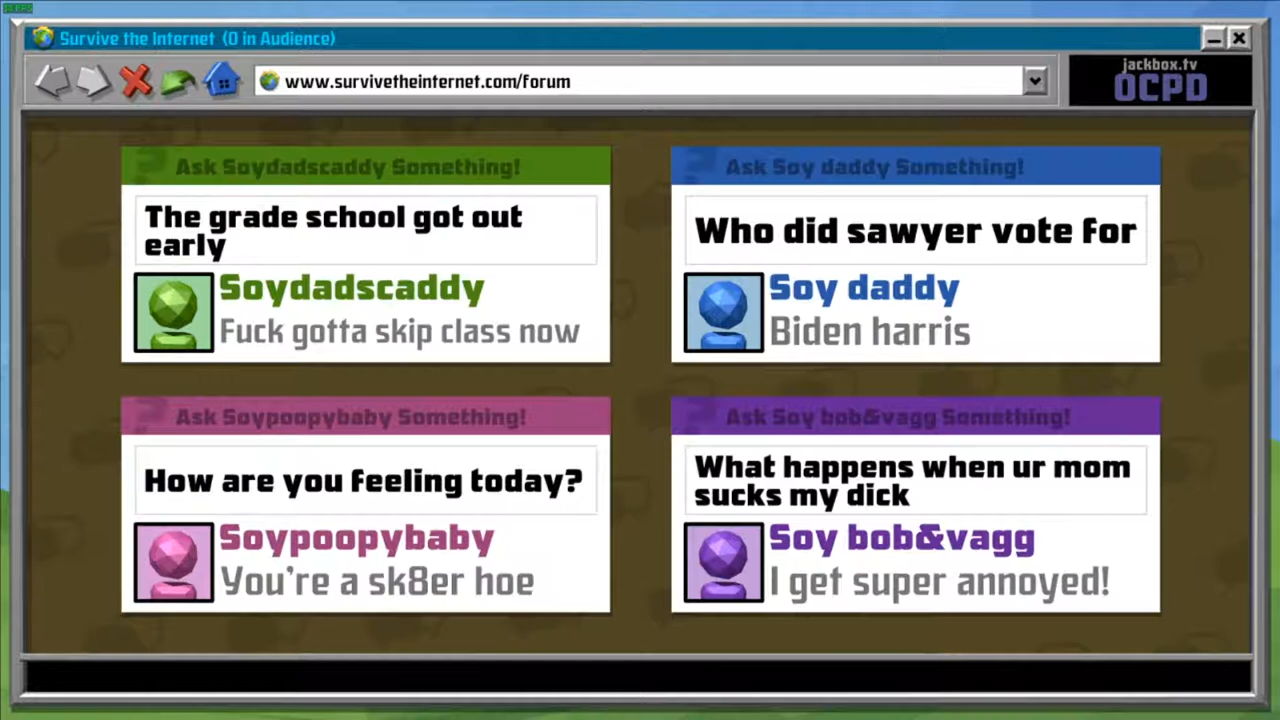 Survive the Internet (0 in Audience)
www.survivetheinternet.com/forum
jackbox.tv
OCPD
Ask Soydadscaddy Something!
The grade school got out
early
Soydadscaddy
Fuck gotta skip class now
Ask Soy daddy Something!
Who did sawyer vote for
Soy daddy
Biden harris
Ask Soypoopybaby Something!
How are you feeling today?
Soypoopybaby
You're a sk8er hoe
Ask Soy bob&vagg Something!
What happens when ur mom
sucks my dick
Soy bob&vagg
I get super annoyed!